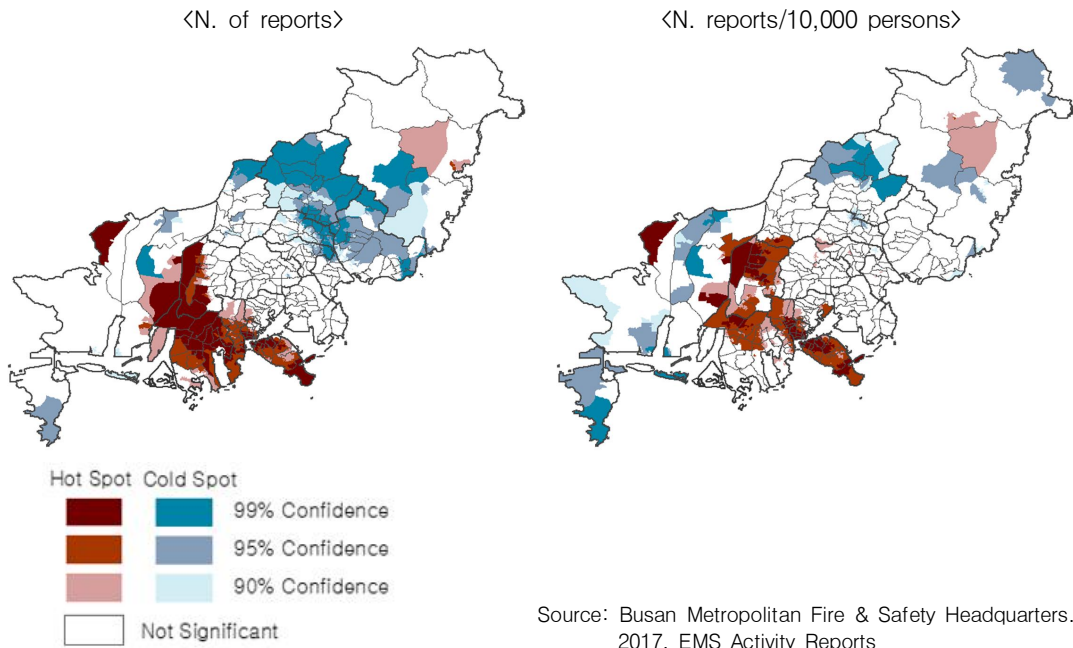 <N. of reports>
<N. reports/10,000 persons>
Hot Spot Cold Spot
99% Confidence
95% Confidence
90% Confidence
Not Significant
Source: Busan Metropolitan Fire & Safety Headquarters.
2017. EMS Activity Reports